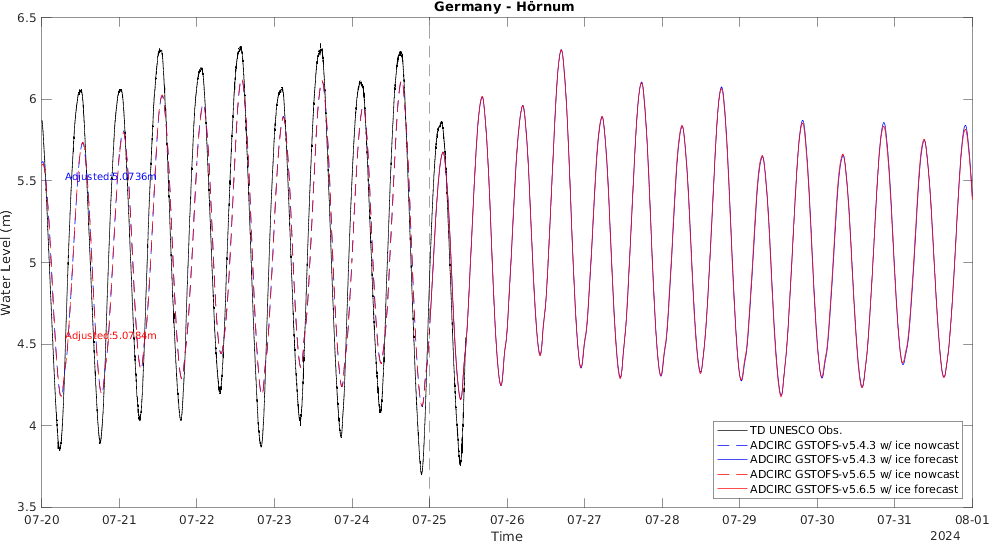 Germany - Hörnum
6.5
6
5.5
5
4.5
4
3.5
Water Level (m)
Adjusted:5.0736m
Adjusted:5.0784m
TD UNESCO Obs.
ADCIRC GSTOFS-v5.4.3 w/ ice nowcast
ADCIRC GSTOFS-v5.4.3 w/ ice forecast
ADCIRC GSTOFS-v5.6.5 w/ ice nowcast
ADCIRC GSTOFS-v5.6.5 w/ ice forecast
07-20 07-21 07-22 07-23 07-24 07-25 07-26 07-27 07-28 07-29 07-30 07-31 08-01
Time
2024